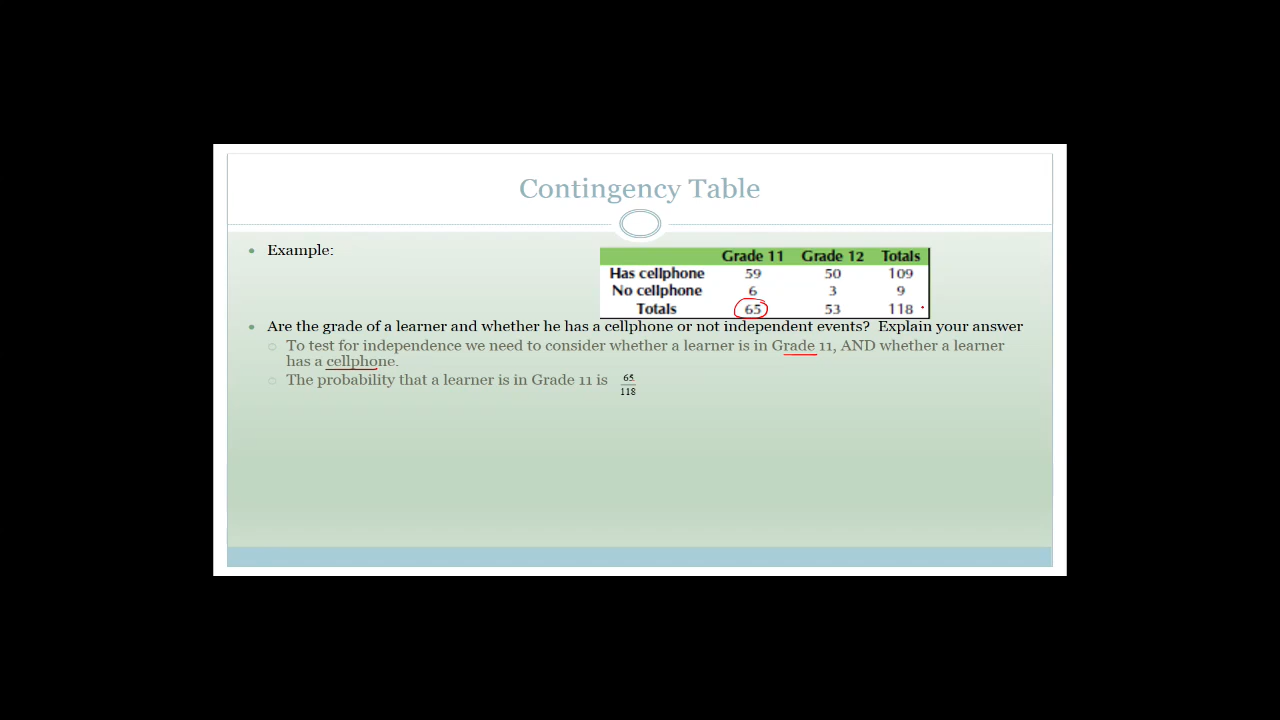 Contingency Table
Example:
Grade 11 Grade 12 Totals
Has cellphone 59 50 109
No cellphone 6 3 9
Totals 65 53 118
Are the grade of a learner and whether he has a cellphone or not independent events? Explain your answer
To test for independence we need to consider whether a learner is in Grade 11, AND whether a learner
has a cellphone.
The probability that a learner is in Grade 11 is 65/118